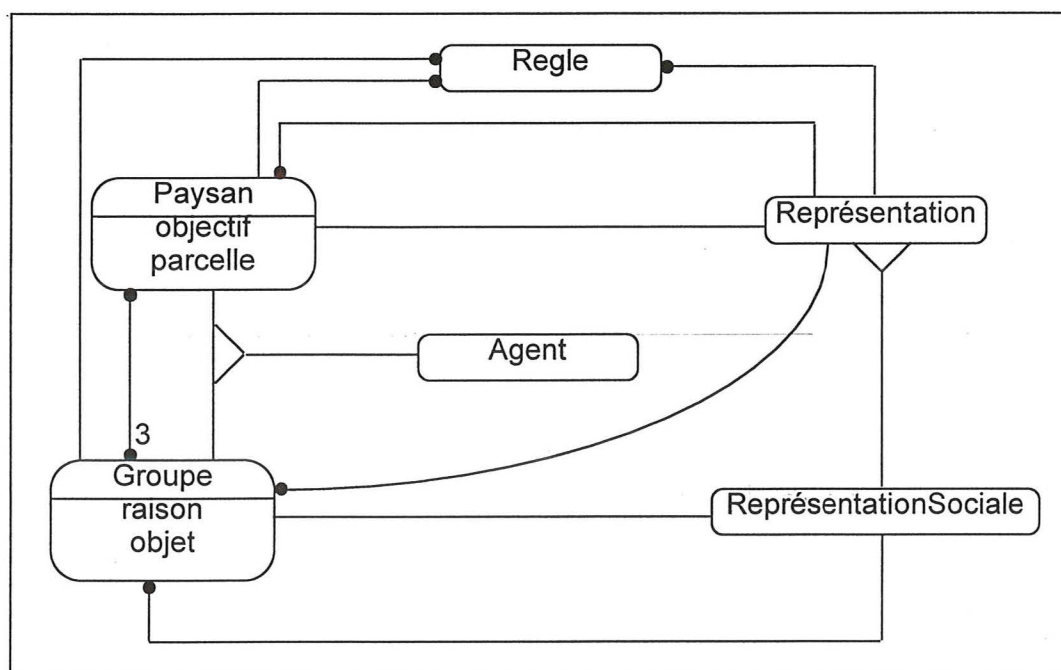 Regle
Paysan
objectif
parcelle
Représentation
Agent
3
Groupe
raison
objet
ReprésentationSociale